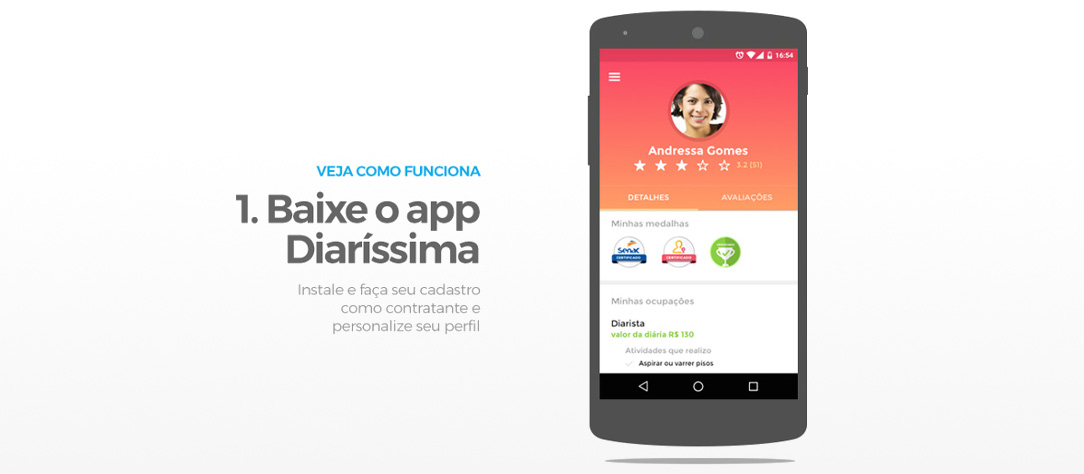 VEJA COMO FUNCIONA
1. Baixe o app
Diaríssima
Instale e faça seu cadastro
como contratante e
personalize seu perfil
16:54
Andressa Gomes
3.2 (51)
DETALHES AVALIAÇÕES
Minhas medalhas
Senac
CERTIFICADO CERTIFICADO
Minhas ocupações
Diarista
valor da diária R$ 130
Atividades que realizo
Aspirar ou varrer pisos